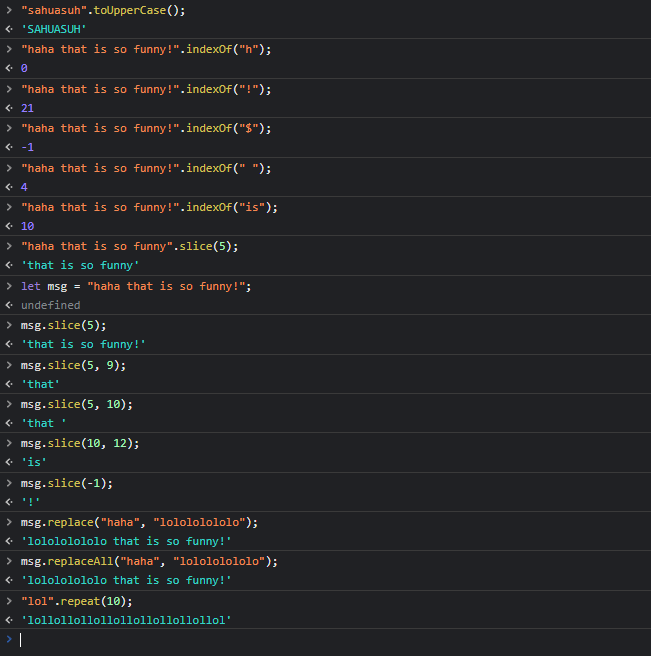 > "sahuasuh".toUpperCase();
<· 'SAHUASUH'
> "haha that is so funny!".indexOf("h");
<· 0
> "haha that is so funny!".indexOf("!");
<· 21
> "haha that is so funny!".indexOf("$");
<· -1
> "haha that is so funny!".indexOf(" ");
<· 4
> "haha that is so funny!".indexOf("is");
<· 10
> "haha that is so funny".slice(5);
<· 'that is so funny'
> let msg = "haha that is so funny!";
<· undefined
> msg.slice(5);
<· 'that is so funny!'
> msg.slice(5, 9);
<· 'that'
> msg.slice(5, 10);
<· 'that '
> msg.slice(10, 12);
<· 'is'
> msg.slice(-1);
<· '!'
> msg.replace("haha", "lolololololo");
<· 'lolololololo that is so funny!'
> msg.replaceAll("haha", "lolololololo");
<· 'lolololololo that is so funny!'
> "lol".repeat(10);
<· 'lollollollollollollollollollol'
>